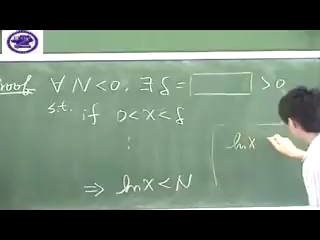 proof ∀ N<0, ∃ δ = □ >0
s.t. if 0<x<δ
⋮
ln x
⇒ ln x < N